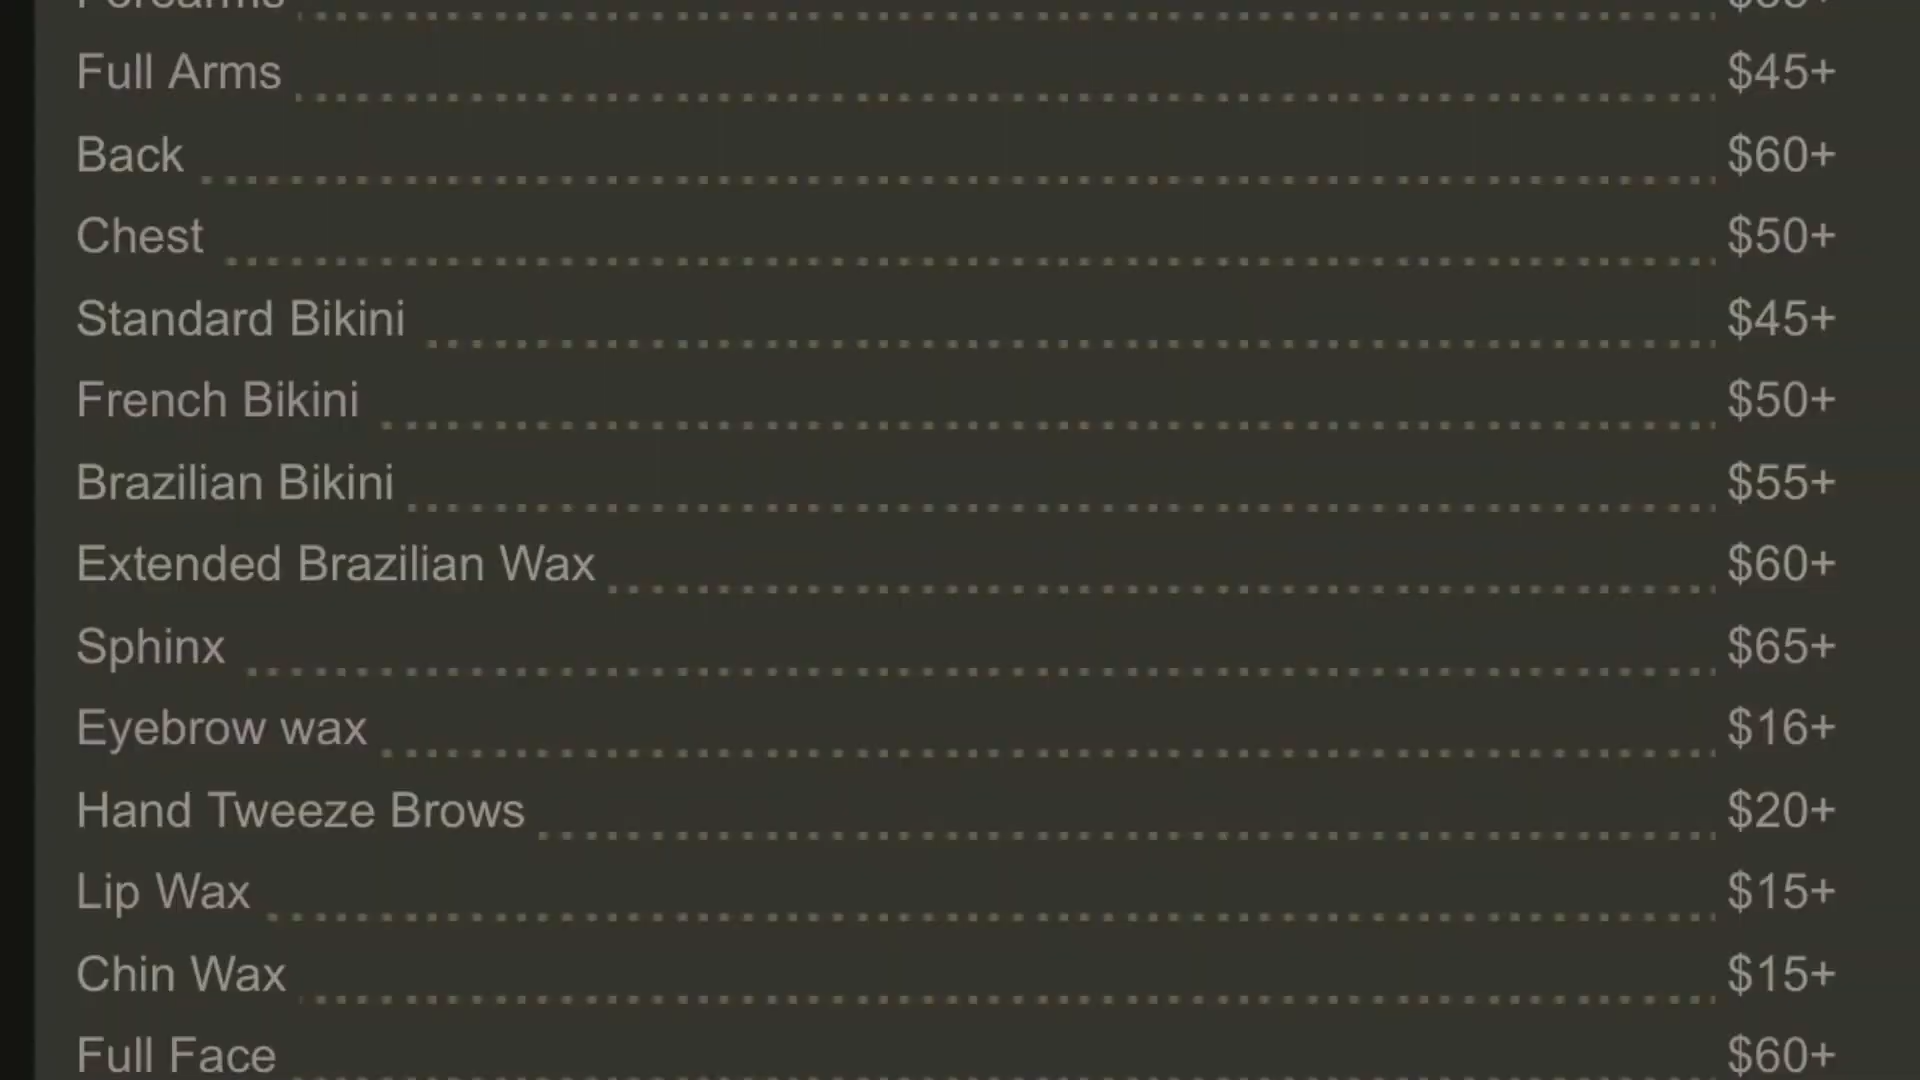 Forearms
Full Arms $45+
Back $60+
Chest $50+
Standard Bikini $45+
French Bikini $50+
Brazilian Bikini $55+
Extended Brazilian Wax $60+
Sphinx $65+
Eyebrow wax $16+
Hand Tweeze Brows $20+
Lip Wax $15+
Chin Wax $15+
Full Face $60+